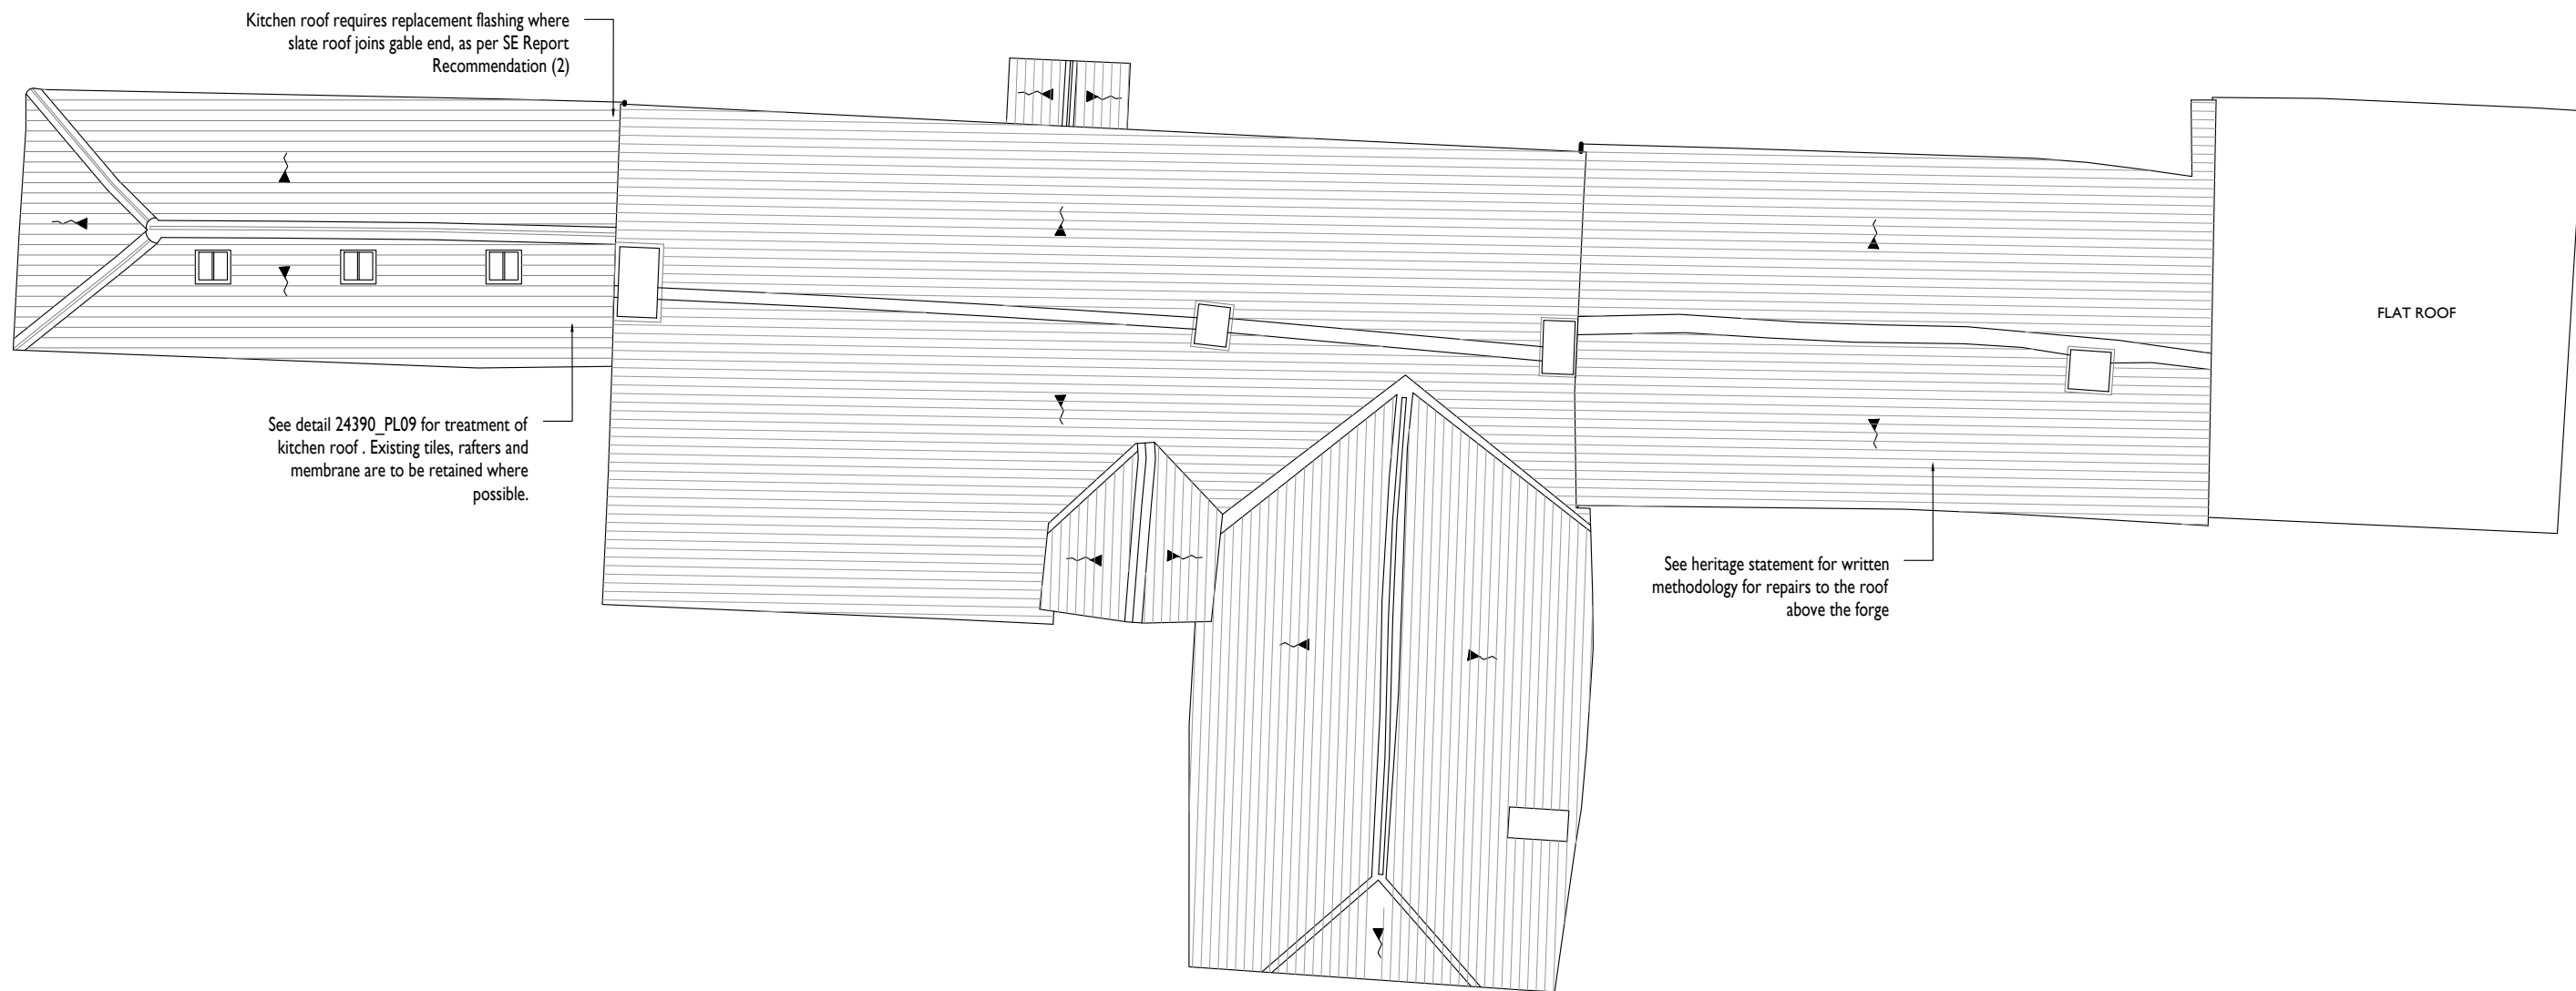 Kitchen roof requires replacement flashing where
slate roof joins gable end, as per SE Report
Recommendation (2)
FLAT ROOF
See detail 24390_PL09 for treatment of
kitchen roof . Existing tiles, rafters and
membrane are to be retained where
possible.
See heritage statement for written
methodology for repairs to the roof
above the forge